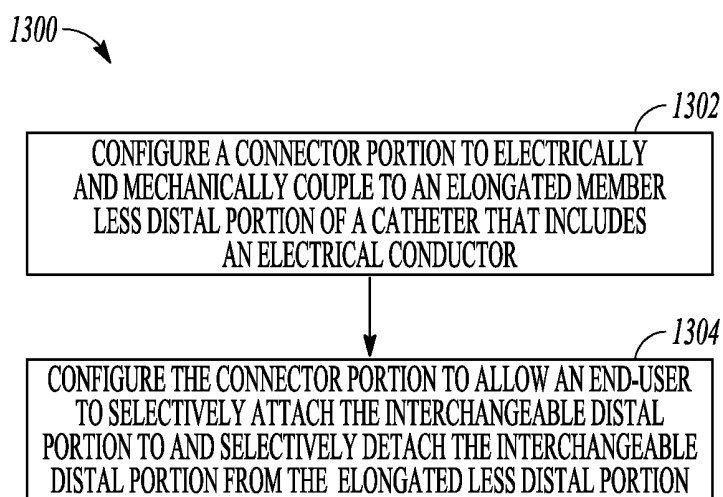 1300
1302
CONFIGURE A CONNECTOR PORTION TO ELECTRICALLY
AND MECHANICALLY COUPLE TO AN ELONGATED MEMBER
LESS DISTAL PORTION OF A CATHETER THAT INCLUDES
AN ELECTRICAL CONDUCTOR
1304
CONFIGURE THE CONNECTOR PORTION TO ALLOW AN END-USER
TO SELECTIVELY ATTACH THE INTERCHANGEABLE DISTAL
PORTION TO AND SELECTIVELY DETACH THE INTERCHANGEABLE
DISTAL PORTION FROM THE ELONGATED LESS DISTAL PORTION